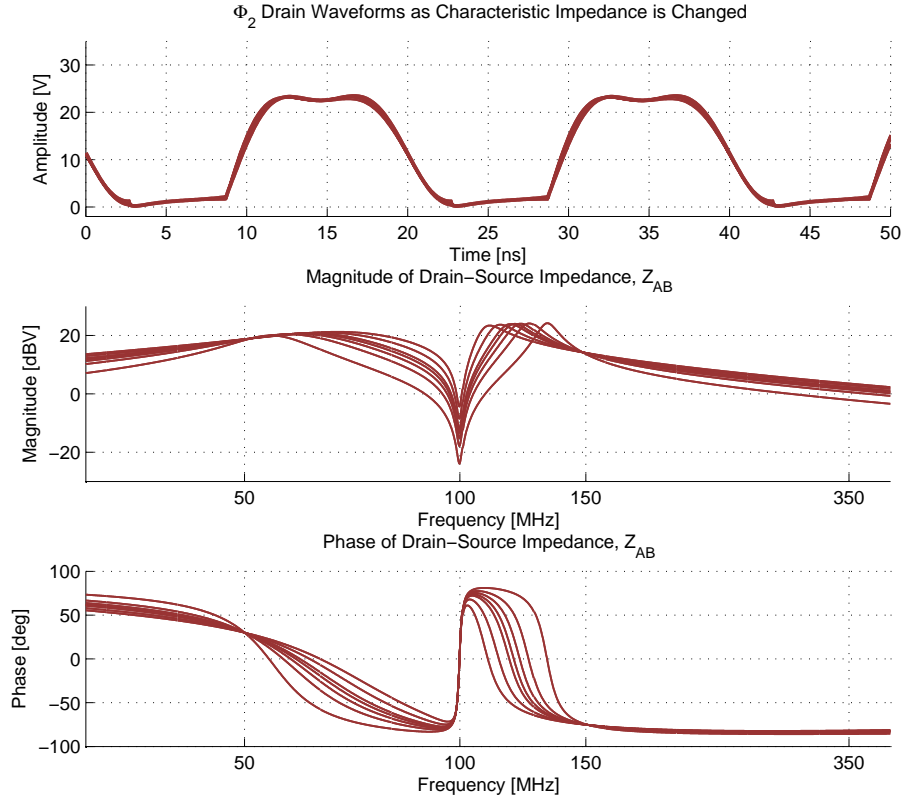 Φ2 Drain Waveforms as Characteristic Impedance is Changed
30
20
10
0
Amplitude [V]
0 5 10 15 20 25 30 35 40 45 50
Time [ns]
Magnitude of Drain−Source Impedance, ZAB
20
0
−20
Magnitude [dBV]
50 100 150 350
Frequency [MHz]
Phase of Drain−Source Impedance, ZAB
100
50
0
−50
−100
Phase [deg]
50 100 150 350
Frequency [MHz]